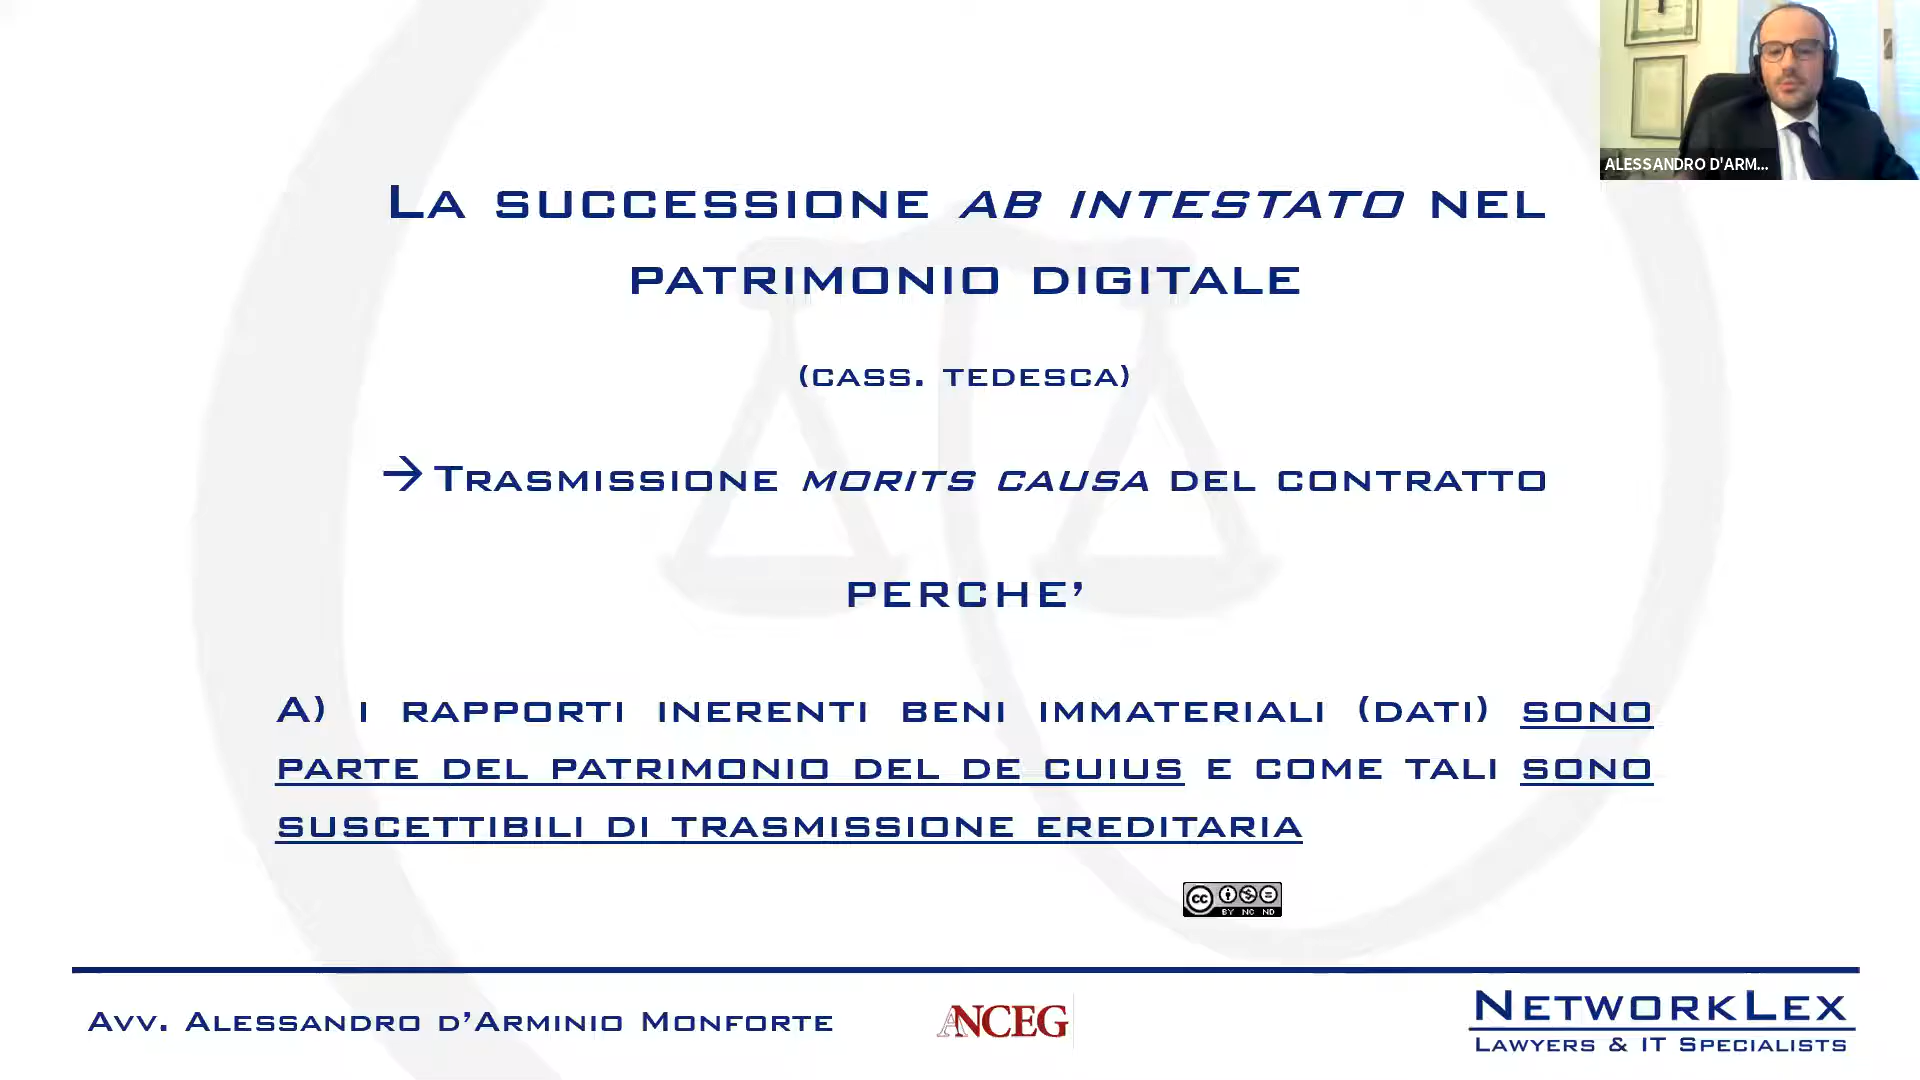 ALESSANDRO D'ARM...
La successione ab intestato nel
patrimonio digitale
(cass. tedesca)
→ Trasmissione morits causa del contratto
perche’
A) i rapporti inerenti beni immateriali (dati) sono
parte del patrimonio del de cuius e come tali sono
suscettibili di trasmissione ereditaria
cc
BY NC ND
Avv. Alessandro d’Arminio Monforte
ANCEG
NetworkLex
Lawyers & IT Specialists